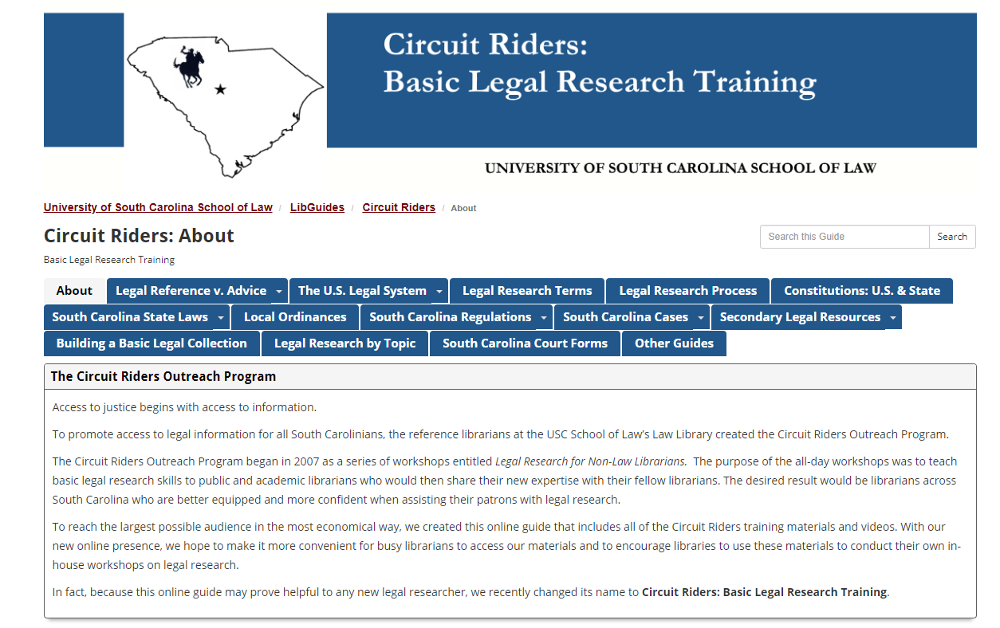 Circuit Riders:
Basic Legal Research Training
UNIVERSITY OF SOUTH CAROLINA SCHOOL OF LAW
University of South Carolina School of Law / LibGuides / Circuit Riders / About
Circuit Riders: About
Search this Guide Search
Basic Legal Research Training
About Legal Reference v. Advice The U.S. Legal System Legal Research Terms Legal Research Process Constitutions: U.S. & State
South Carolina State Laws Local Ordinances South Carolina Regulations South Carolina Cases Secondary Legal Resources
Building a Basic Legal Collection Legal Research by Topic South Carolina Court Forms Other Guides
The Circuit Riders Outreach Program
Access to justice begins with access to information.
To promote access to legal information for all South Carolinians, the reference librarians at the USC School of Law's Law Library created the Circuit Riders Outreach Program.
The Circuit Riders Outreach Program began in 2007 as a series of workshops entitled Legal Research for Non-Law Librarians. The purpose of the all-day workshops was to teach
basic legal research skills to public and academic librarians who would then share their new expertise with their fellow librarians. The desired result would be librarians across
South Carolina who are better equipped and more confident when assisting their patrons with legal research.
To reach the largest possible audience in the most economical way, we created this online guide that includes all of the Circuit Riders training materials and videos. With our
new online presence, we hope to make it more convenient for busy librarians to access our materials and to encourage libraries to use these materials to conduct their own in-
house workshops on legal research.
In fact, because this online guide may prove helpful to any new legal researcher, we recently changed its name to Circuit Riders: Basic Legal Research Training.